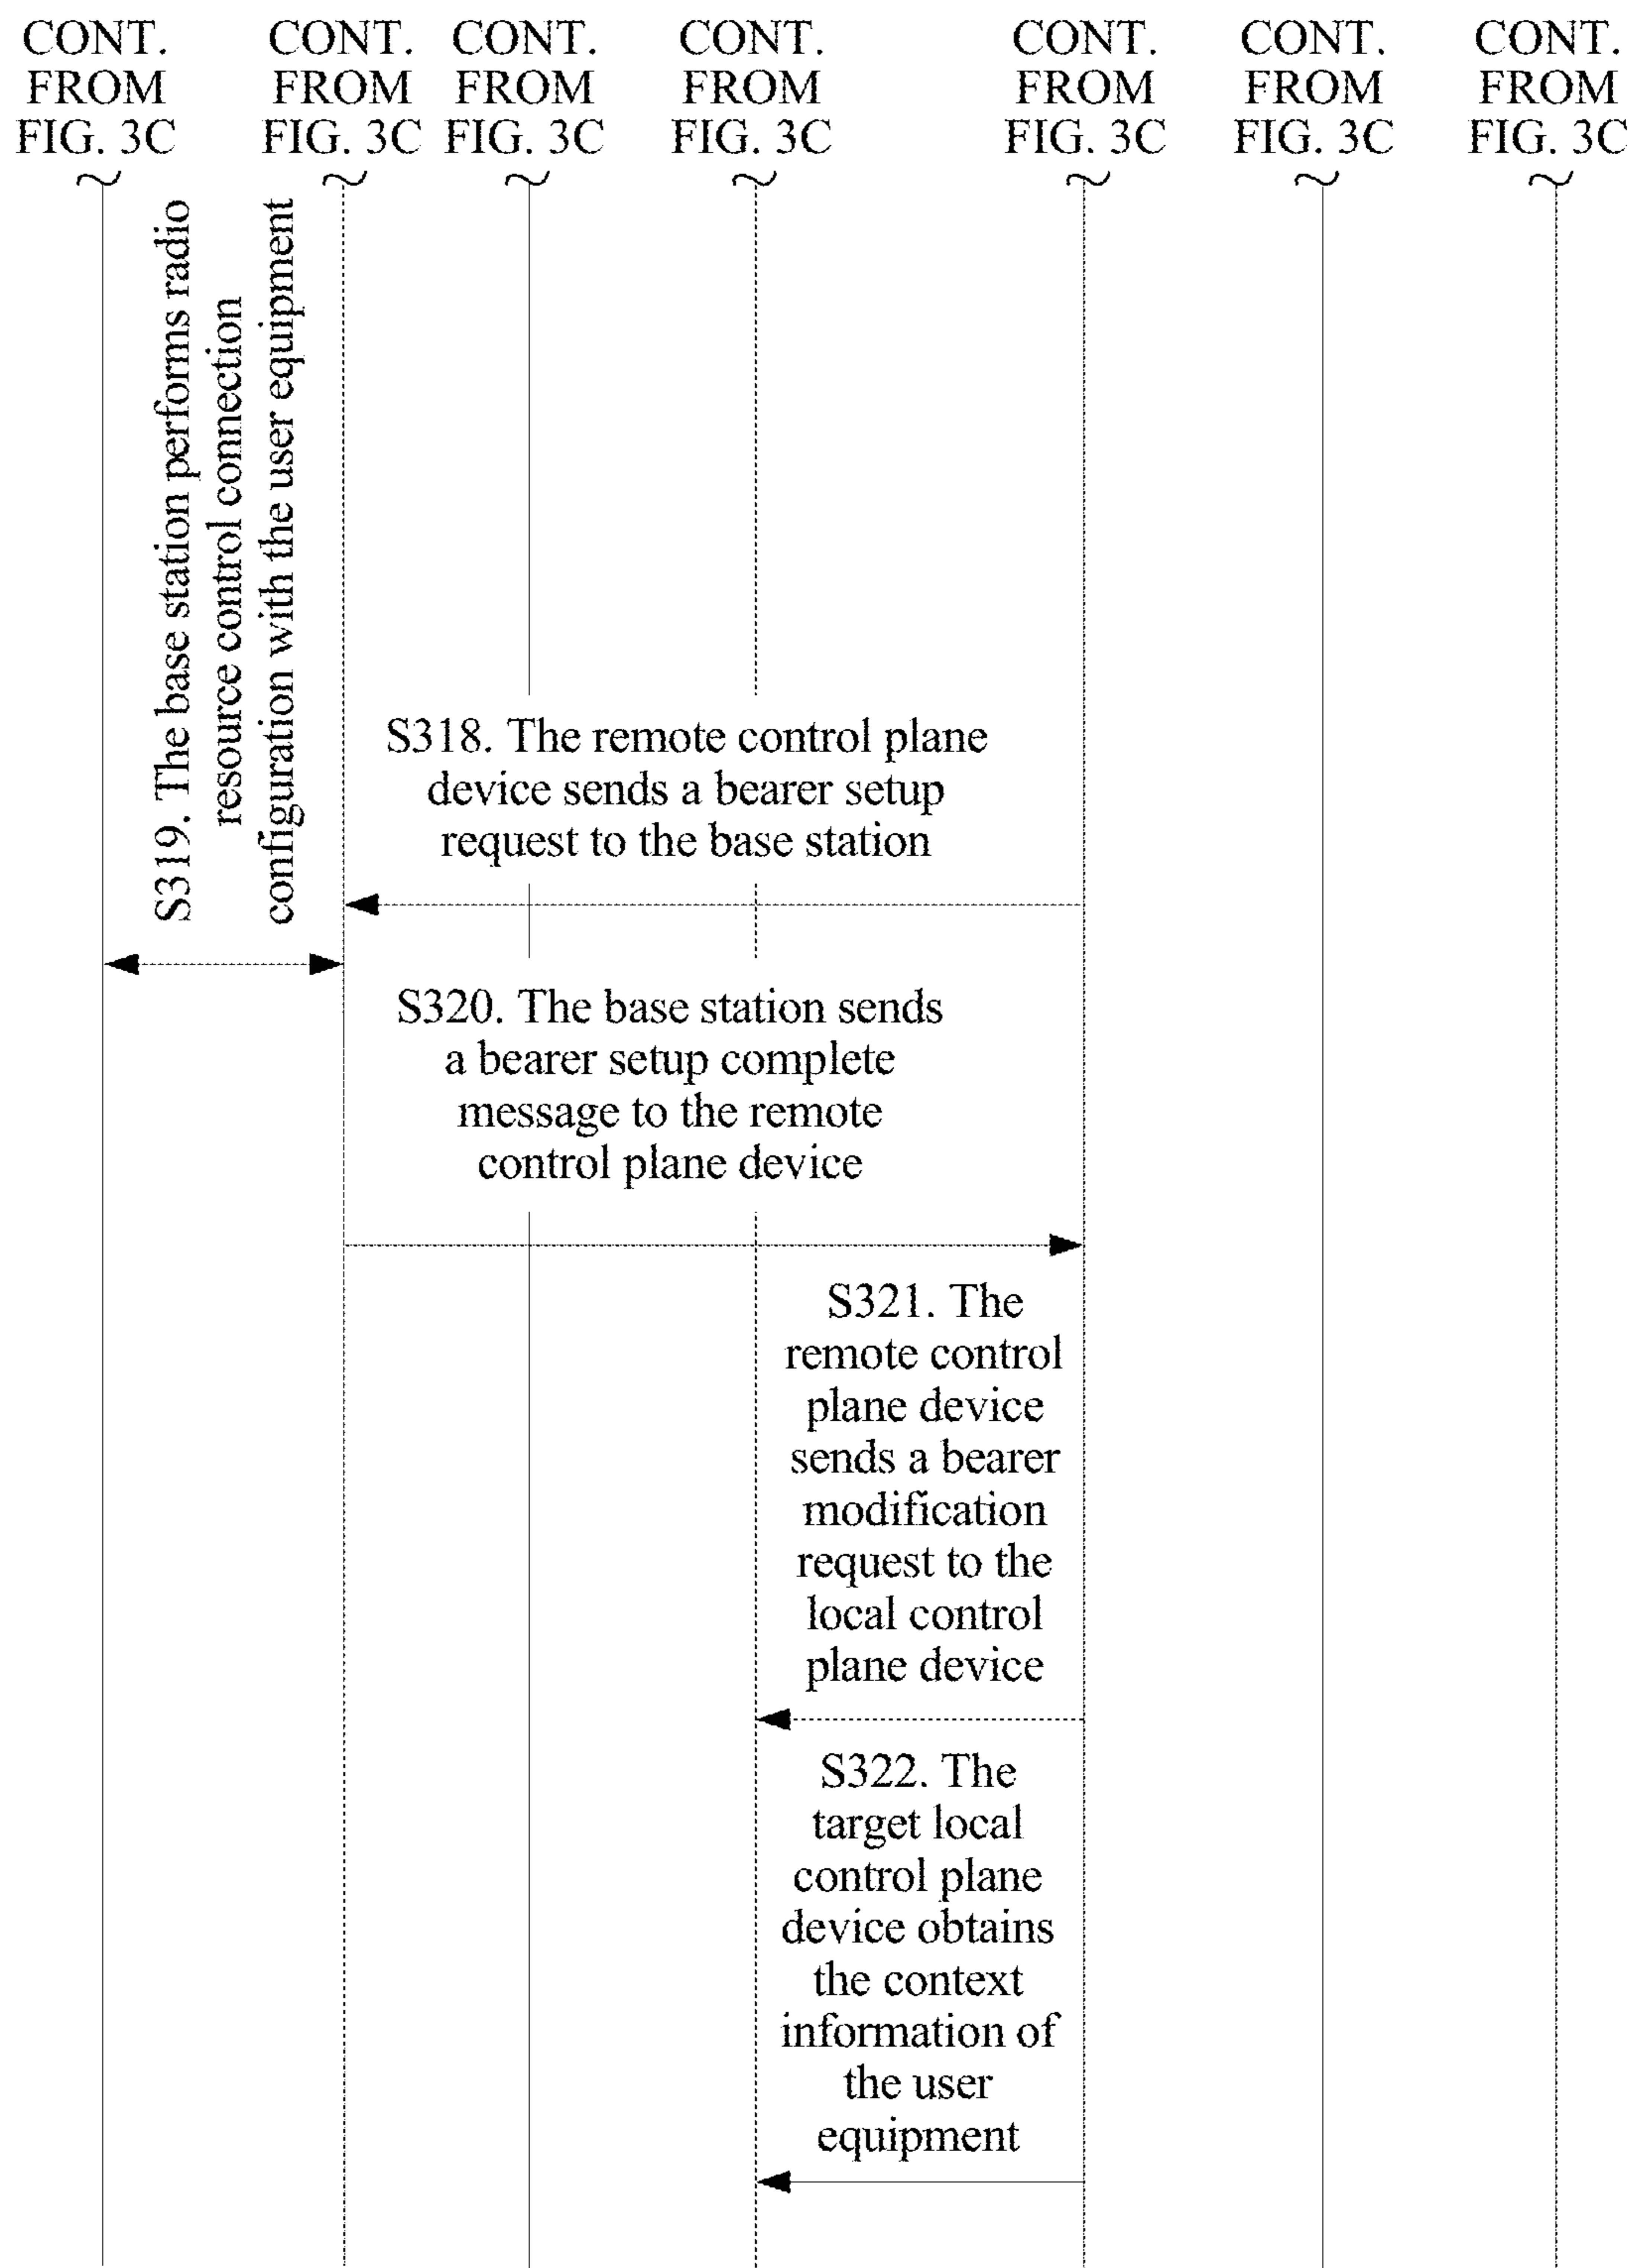 CONT.
FROM
FIG. 3C
CONT.
FROM
FIG. 3C
CONT.
FROM
FIG. 3C
CONT.
FROM
FIG. 3C
CONT.
FROM
FIG. 3C
CONT.
FROM
FIG. 3C
CONT.
FROM
FIG. 3C
S319. The base station performs radio
resource control connection
configuration with the user equipment
S318. The remote control plane
device sends a bearer setup
request to the base station
S320. The base station sends
a bearer setup complete
message to the remote
control plane device
S321. The
remote control
plane device
sends a bearer
modification
request to the
local control
plane device
S322. The
target local
control plane
device obtains
the context
information of
the user
equipment